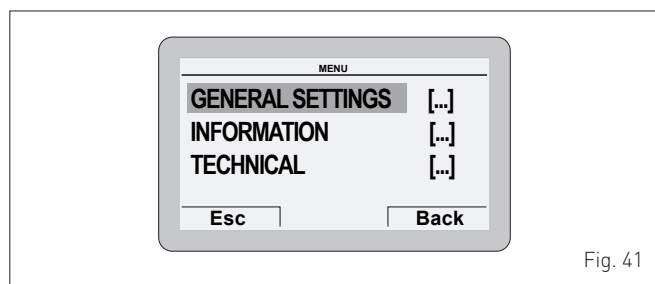 MENU
GENERAL SETTINGS [...]
INFORMATION [...]
TECHNICAL [...]
Esc Back
Fig. 41